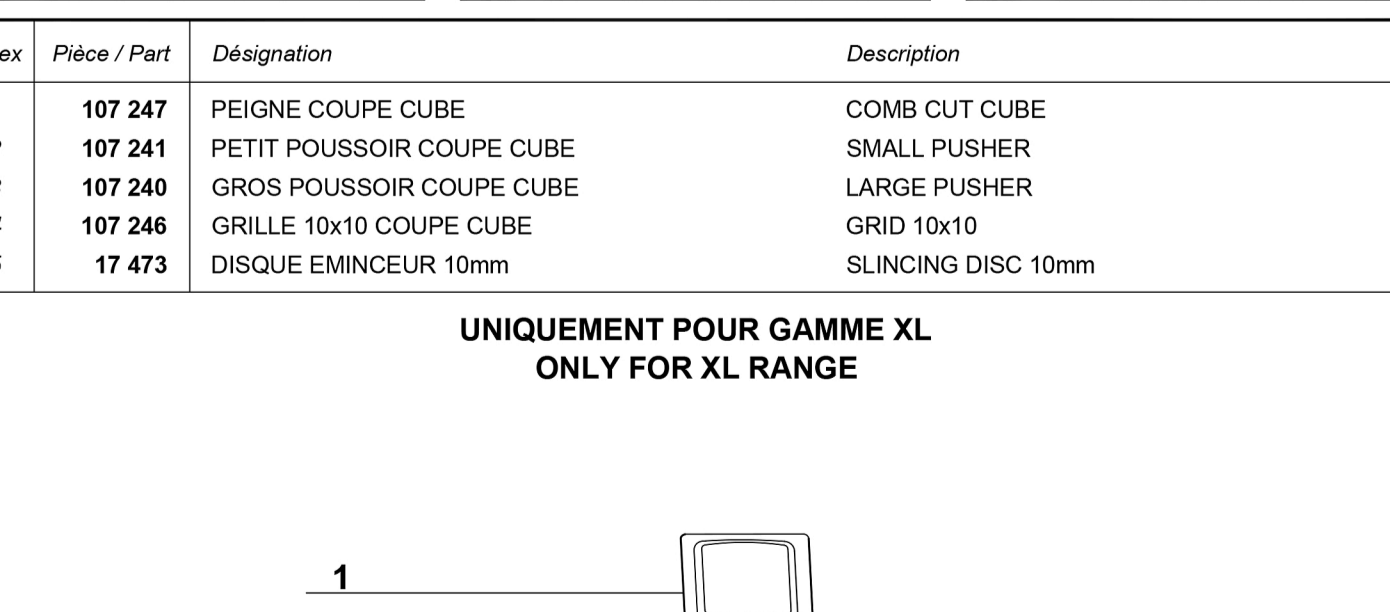 ex Pièce / Part Désignation Description
107 247 PEIGNE COUPE CUBE COMB CUT CUBE
107 241 PETIT POUSSOIR COUPE CUBE SMALL PUSHER
107 240 GROS POUSSOIR COUPE CUBE LARGE PUSHER
107 246 GRILLE 10x10 COUPE CUBE GRID 10x10
17 473 DISQUE EMINCEUR 10mm SLINCING DISC 10mm
UNIQUEMENT POUR GAMME XL
ONLY FOR XL RANGE
1